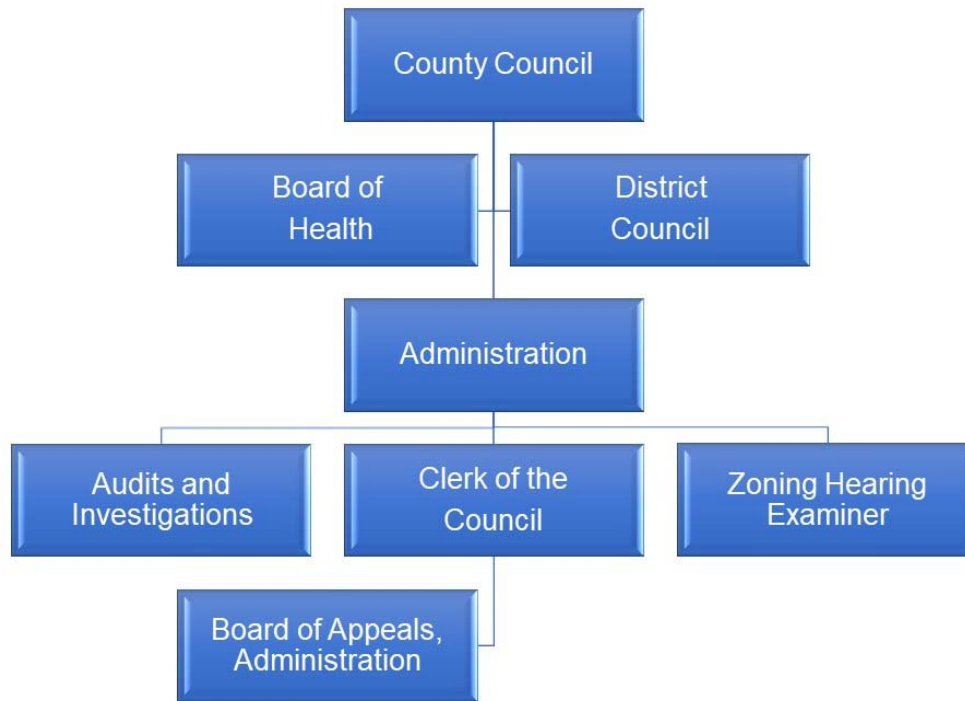 County Council
Board of
Health
District
Council
Administration
Audits and
Investigations
Clerk of the
Council
Zoning Hearing
Examiner
Board of Appeals,
Administration